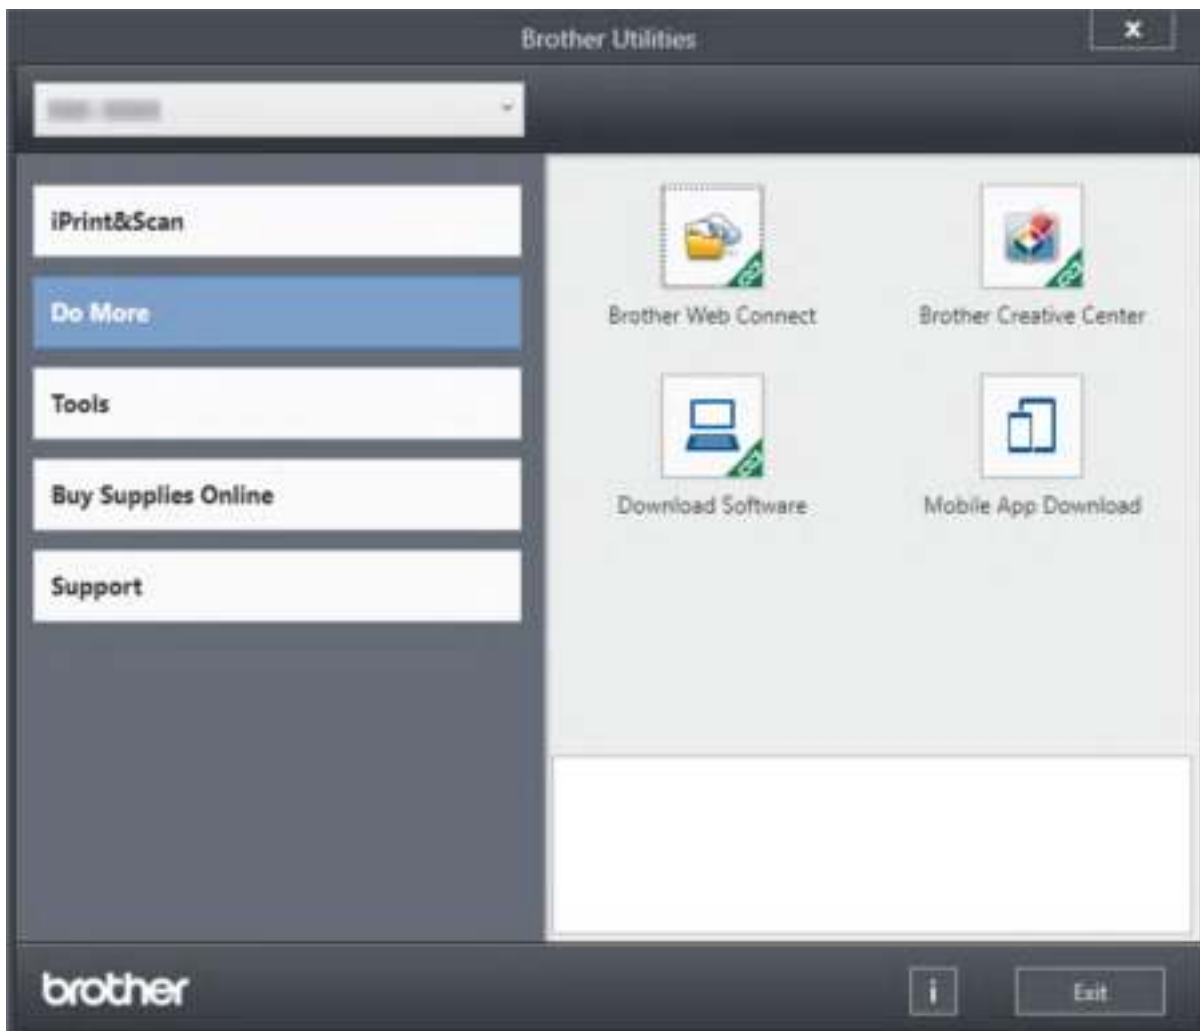 Brother Utilities
x
iPrint&Scan
Do More
Tools
Buy Supplies Online
Support
Brother Web Connect
Brother Creative Center
Download Software
Mobile App Download
brother
i
Exit